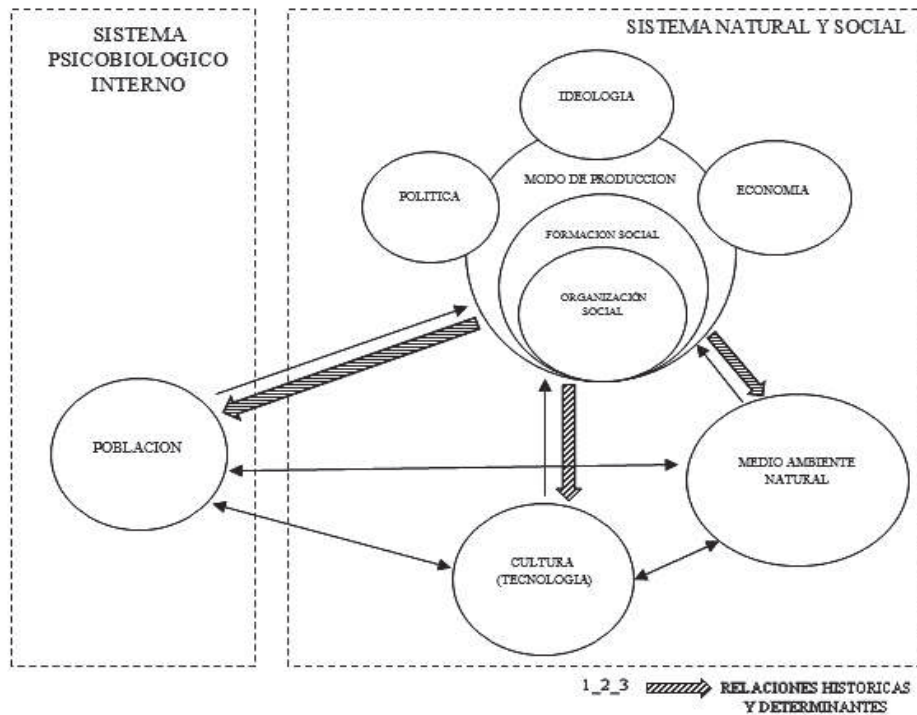 SISTEMA
PSICOBIOLOGICO
INTERNO
SISTEMA NATURAL Y SOCIAL
IDEOLOGIA
MODO DE PRODUCCION
POLITICA
ECONOMIA
FORMACION SOCIAL
ORGANIZACIÓN
SOCIAL
POBLACION
MEDIO AMBIENTE
NATURAL
CULTURA
(TECNOLOGIA)
1_2_3
RELACIONES HISTORICAS
Y DETERMINANTES